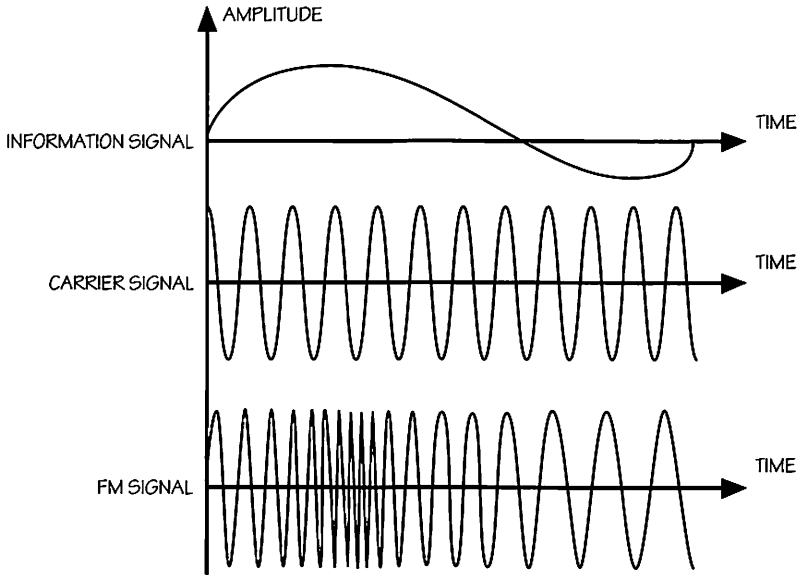 AMPLITUDE
TIME
INFORMATION SIGNAL
TIME
CARRIER SIGNAL
TIME
FM SIGNAL